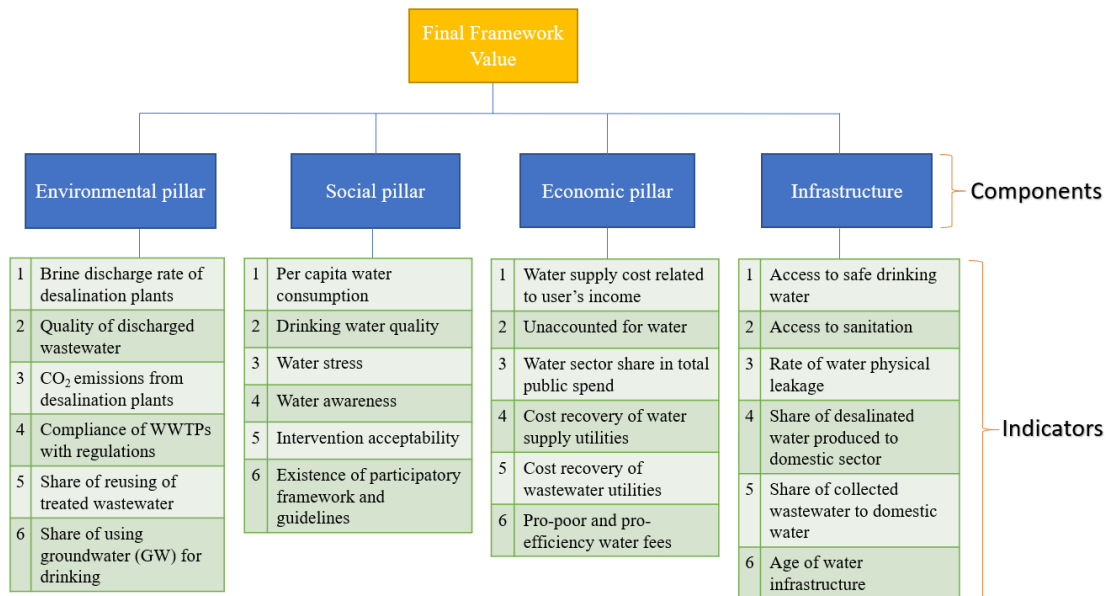 Final Framework
Value
Environmental pillar
Social pillar
Economic pillar
Infrastructure
Components
1 Brine discharge rate of
desalination plants
2 Quality of discharged
wastewater
3 CO₂ emissions from
desalination plants
4 Compliance of WWTPs
with regulations
5 Share of reusing of
treated wastewater
6 Share of using
groundwater (GW) for
drinking
1 Per capita water
consumption
2 Drinking water quality
3 Water stress
4 Water awareness
5 Intervention acceptability
6 Existence of participatory
framework and
guidelines
1 Water supply cost related
to user’s income
2 Unaccounted for water
3 Water sector share in total
public spend
4 Cost recovery of water
supply utilities
5 Cost recovery of
wastewater utilities
6 Pro-poor and pro-
efficiency water fees
1 Access to safe drinking
water
2 Access to sanitation
3 Rate of water physical
leakage
4 Share of desalinated
water produced to
domestic sector
5 Share of collected
wastewater to domestic
water
6 Age of water
infrastructure
Indicators